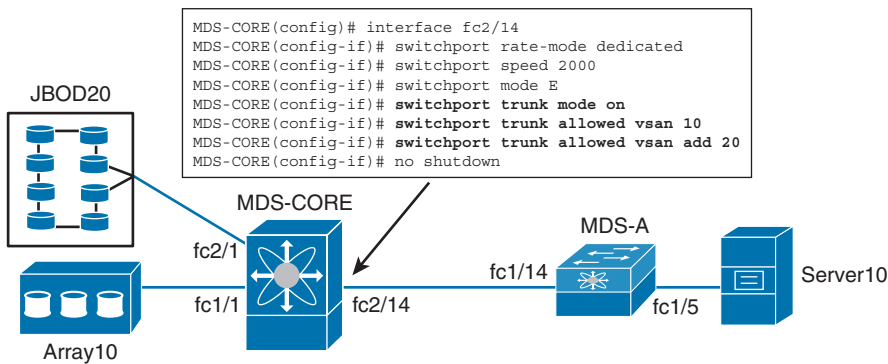 MDS-CORE(config)# interface fc2/14
MDS-CORE(config-if)# switchport rate-mode dedicated
MDS-CORE(config-if)# switchport speed 2000
MDS-CORE(config-if)# switchport mode E
MDS-CORE(config-if)# switchport trunk mode on
MDS-CORE(config-if)# switchport trunk allowed vsan 10
MDS-CORE(config-if)# switchport trunk allowed vsan add 20
MDS-CORE(config-if)# no shutdown
JBOD20
MDS-CORE
MDS-A
fc2/1
fc1/14
Server10
fc1/1
fc2/14
fc1/5
Array10